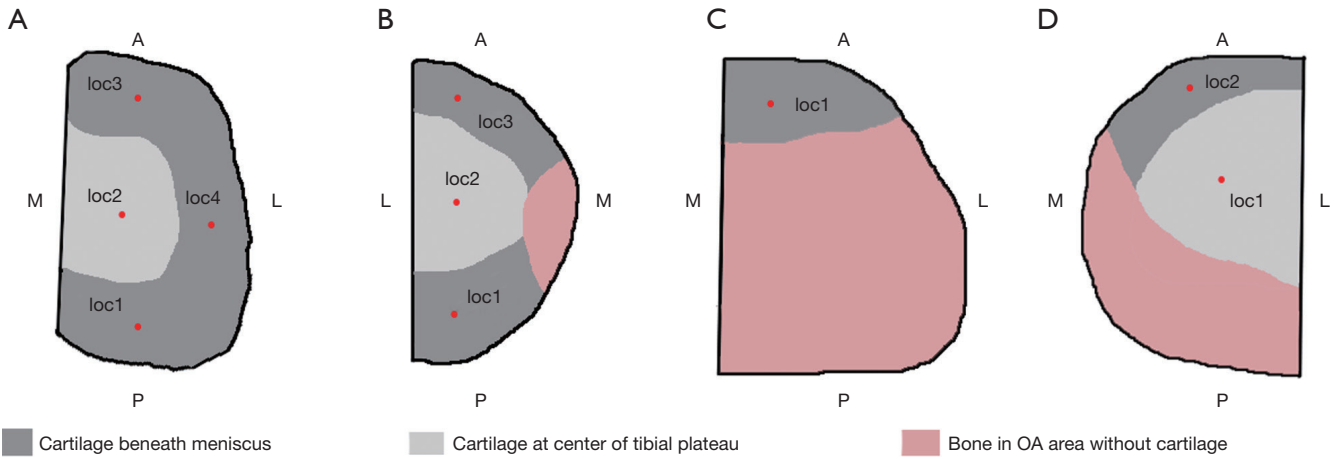 A
A
loc3
M
loc2
loc4
L
loc1
P
B
A
loc3
L
loc2
M
loc1
P
C
A
loc1
M
L
P
D
A
loc2
M
loc1
L
P
Cartilage beneath meniscus
Cartilage at center of tibial plateau
Bone in OA area without cartilage